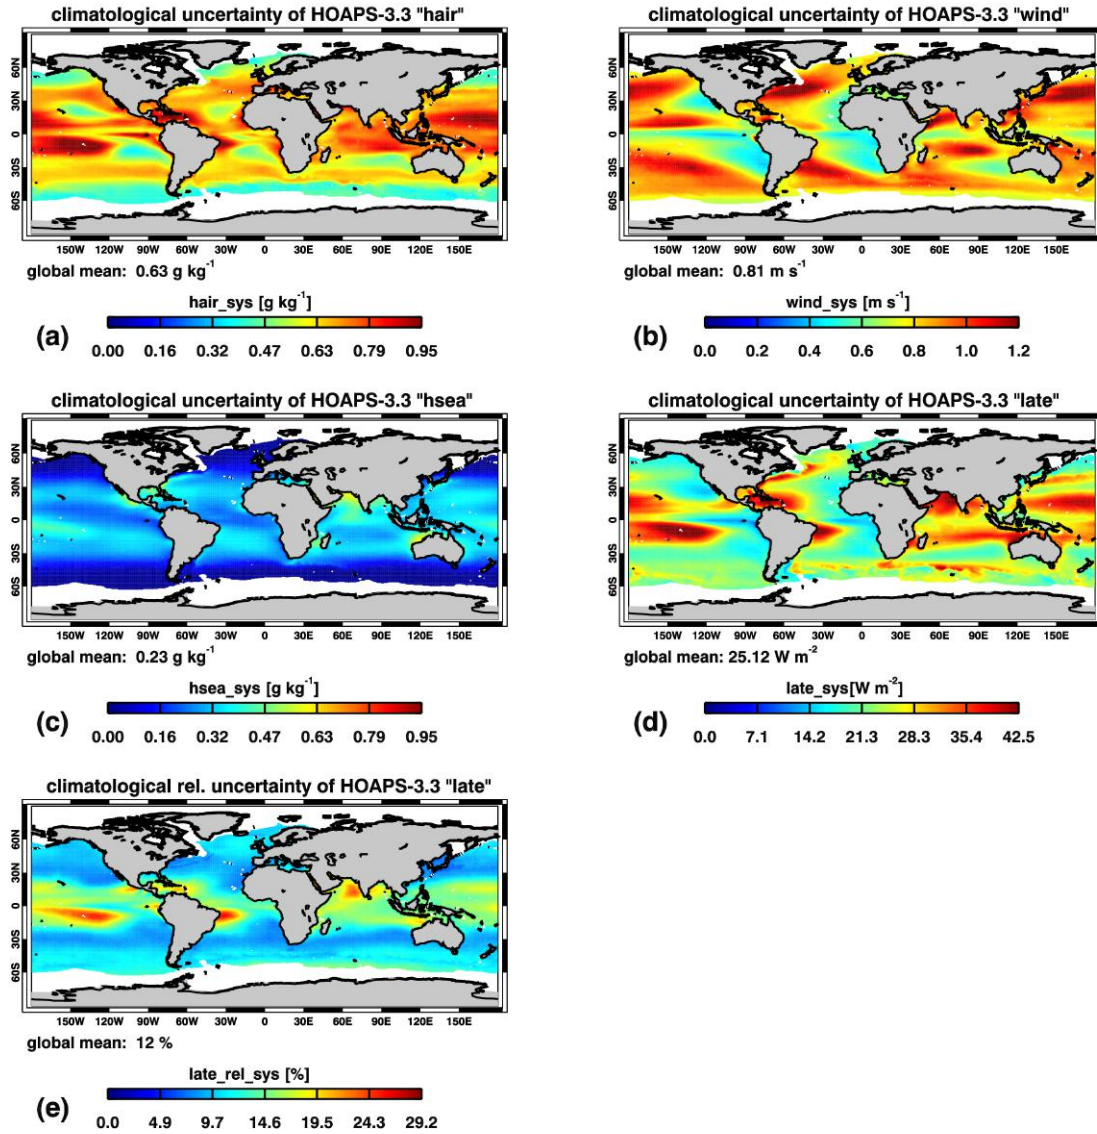 climatological uncertainty of HOAPS-3.3 "hair"
60N
30N
0
30S
60S
150W 120W 90W 60W 30W 0 30E 60E 90E 120E 150E
global mean: 0.63 g kg⁻¹
hair_sys [g kg⁻¹]
(a)
0.00 0.16 0.32 0.47 0.63 0.79 0.95
climatological uncertainty of HOAPS-3.3 "wind"
60N
30N
0
30S
60S
150W 120W 90W 60W 30W 0 30E 60E 90E 120E 150E
global mean: 0.81 m s⁻¹
wind_sys [m s⁻¹]
(b)
0.0 0.2 0.4 0.6 0.8 1.0 1.2
climatological uncertainty of HOAPS-3.3 "hsea"
60N
30N
0
30S
60S
150W 120W 90W 60W 30W 0 30E 60E 90E 120E 150E
global mean: 0.23 g kg⁻¹
hsea_sys [g kg⁻¹]
(c)
0.00 0.16 0.32 0.47 0.63 0.79 0.95
climatological uncertainty of HOAPS-3.3 "late"
60N
30N
0
30S
60S
150W 120W 90W 60W 30W 0 30E 60E 90E 120E 150E
global mean: 25.12 W m⁻²
late_sys[W m⁻²]
(d)
0.0 7.1 14.2 21.3 28.3 35.4 42.5
climatological rel. uncertainty of HOAPS-3.3 "late"
60N
30N
0
30S
60S
150W 120W 90W 60W 30W 0 30E 60E 90E 120E 150E
global mean: 12 %
late_rel_sys [%]
(e)
0.0 4.9 9.7 14.6 19.5 24.3 29.2